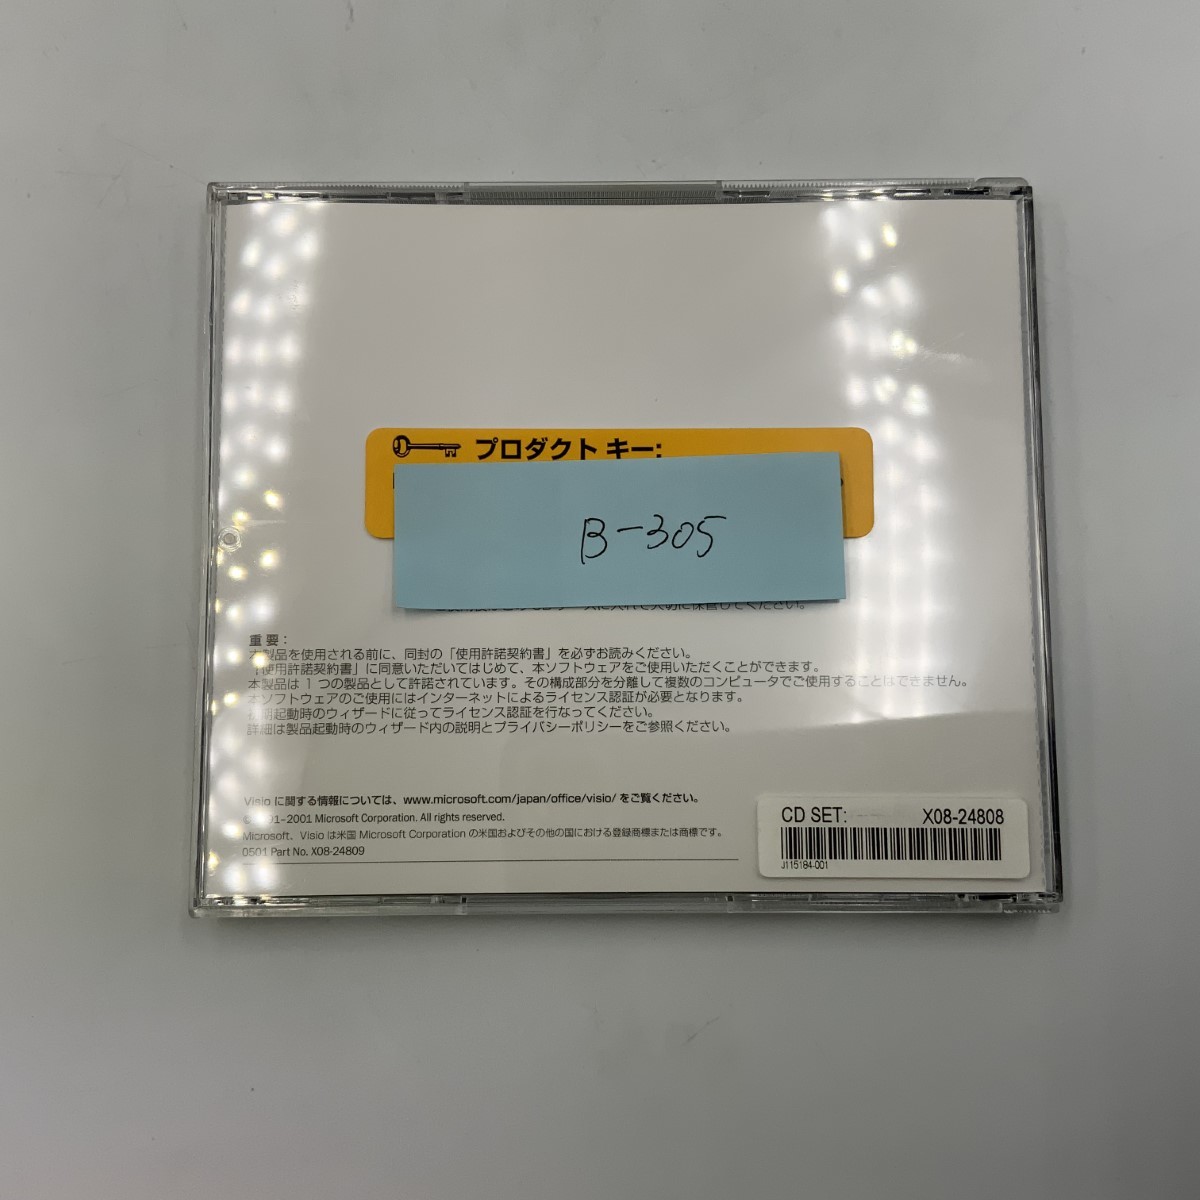 プロダクト キー:
B-305
に入れて大切に保管してください。
重要:
本製品を使用される前に、同封の「使用許諾契約書」を必ずお読みください。
「使用許諾契約書」に同意いただいてはじめて、本ソフトウェアをご使用いただくことができます。
本製品は 1 つの製品として許諾されています。その構成部分を分離して複数のコンピュータでご使用することはできません。
本ソフトウェアのご使用にはインターネットによるライセンス認証が必要となります。
初期起動時のウィザードに従ってライセンス認証を行なってください。
詳細は製品起動時のウィザード内の説明とプライバシーポリシーをご参照ください。
Visio に関する情報については、www.microsoft.com/japan/office/visio/ をご覧ください。
© 1991–2001 Microsoft Corporation. All rights reserved.
Microsoft、Visio は米国 Microsoft Corporation の米国およびその他の国における登録商標または商標です。
0501 Part No. X08-24809
CD SET: X08-24808
J115184-001